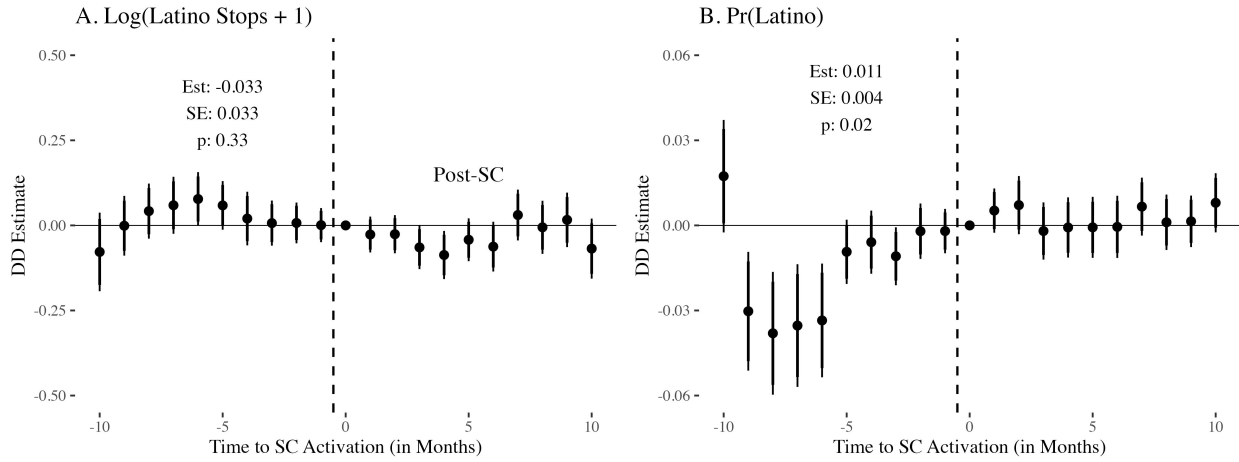 A. Log(Latino Stops + 1)
DD Estimate
0.50
0.25
0.00
-0.25
-0.50
Est: -0.033
SE: 0.033
p: 0.33
Post-SC
-10 -5 0 5 10
Time to SC Activation (in Months)
B. Pr(Latino)
DD Estimate
0.06
0.03
0.00
-0.03
-0.06
Est: 0.011
SE: 0.004
p: 0.02
-10 -5 0 5 10
Time to SC Activation (in Months)